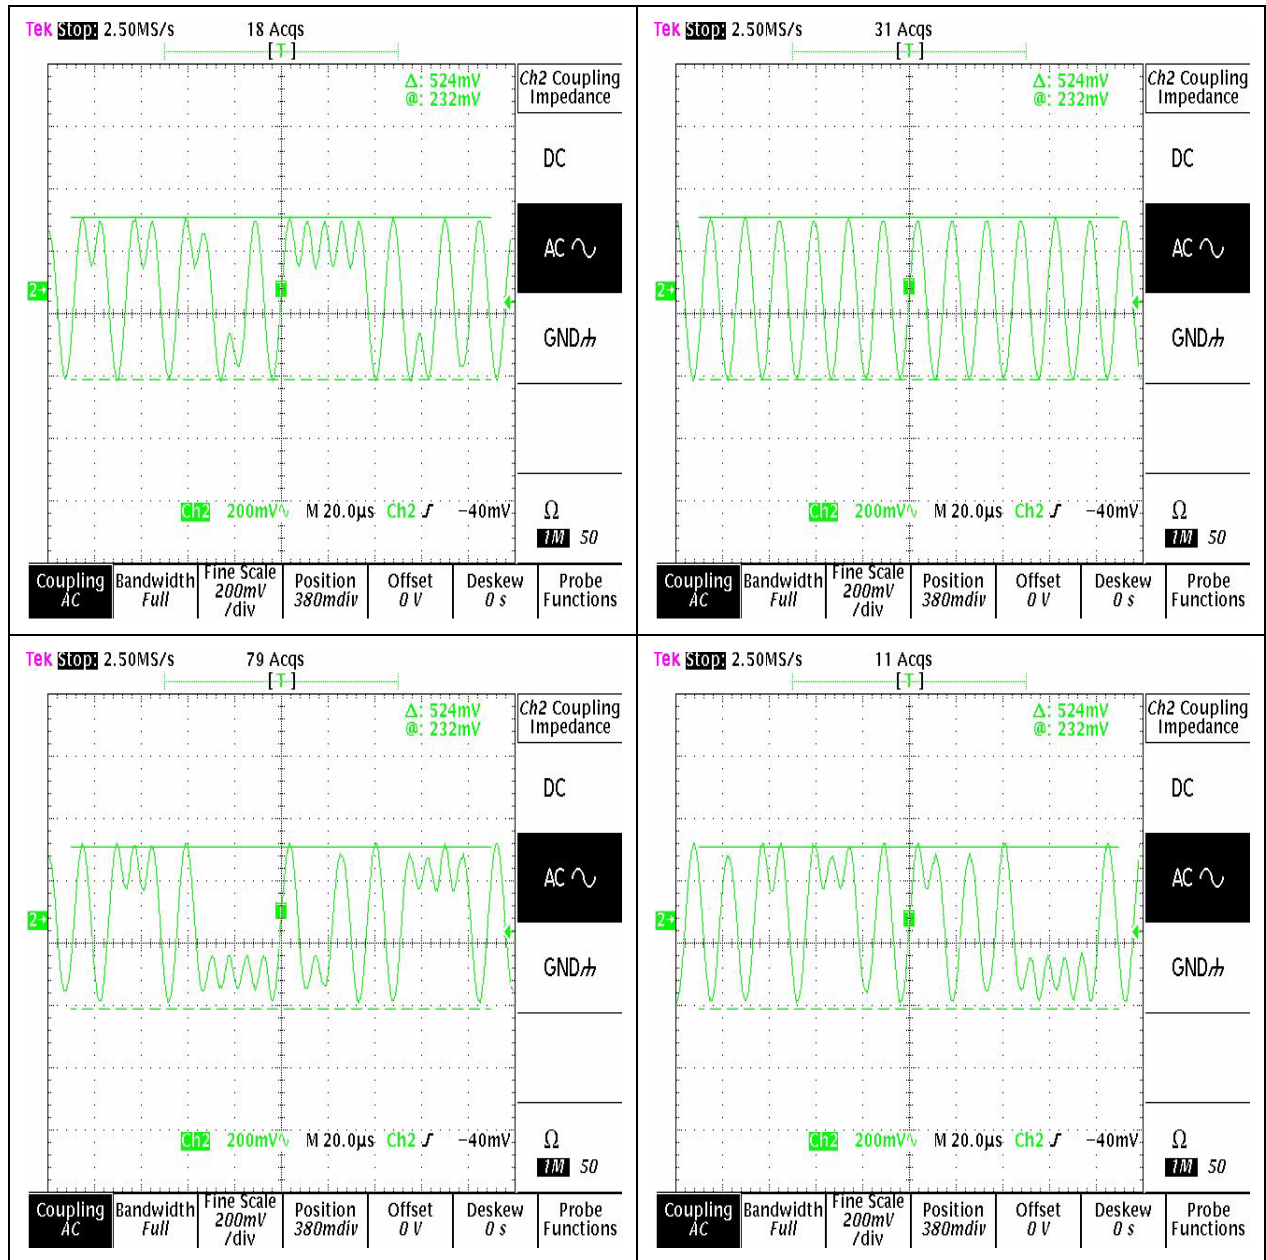 Tek Stop: 2.50MS/s 18 Acqs
[ T ]
Δ: 524mV
@: 232mV
Ch2 Coupling
Impedance
DC
AC
GND
2→
Ch2 200mV∿ M 20.0µs Ch2 ʃ −40mV
Ω
1M 50
Coupling
AC
Bandwidth
Full
Fine Scale
200mV
/div
Position
380mdiv
Offset
0 V
Deskew
0 s
Probe
Functions
Tek Stop: 2.50MS/s 31 Acqs
[ T ]
Δ: 524mV
@: 232mV
Ch2 Coupling
Impedance
DC
AC
GND
2→
Ch2 200mV∿ M 20.0µs Ch2 ʃ −40mV
Ω
1M 50
Coupling
AC
Bandwidth
Full
Fine Scale
200mV
/div
Position
380mdiv
Offset
0 V
Deskew
0 s
Probe
Functions
Tek Stop: 2.50MS/s 79 Acqs
[ T ]
Δ: 524mV
@: 232mV
Ch2 Coupling
Impedance
DC
AC
GND
2→
Ch2 200mV∿ M 20.0µs Ch2 ʃ −40mV
Ω
1M 50
Coupling
AC
Bandwidth
Full
Fine Scale
200mV
/div
Position
380mdiv
Offset
0 V
Deskew
0 s
Probe
Functions
Tek Stop: 2.50MS/s 11 Acqs
[ T ]
Δ: 524mV
@: 232mV
Ch2 Coupling
Impedance
DC
AC
GND
2→
Ch2 200mV∿ M 20.0µs Ch2 ʃ −40mV
Ω
1M 50
Coupling
AC
Bandwidth
Full
Fine Scale
200mV
/div
Position
380mdiv
Offset
0 V
Deskew
0 s
Probe
Functions